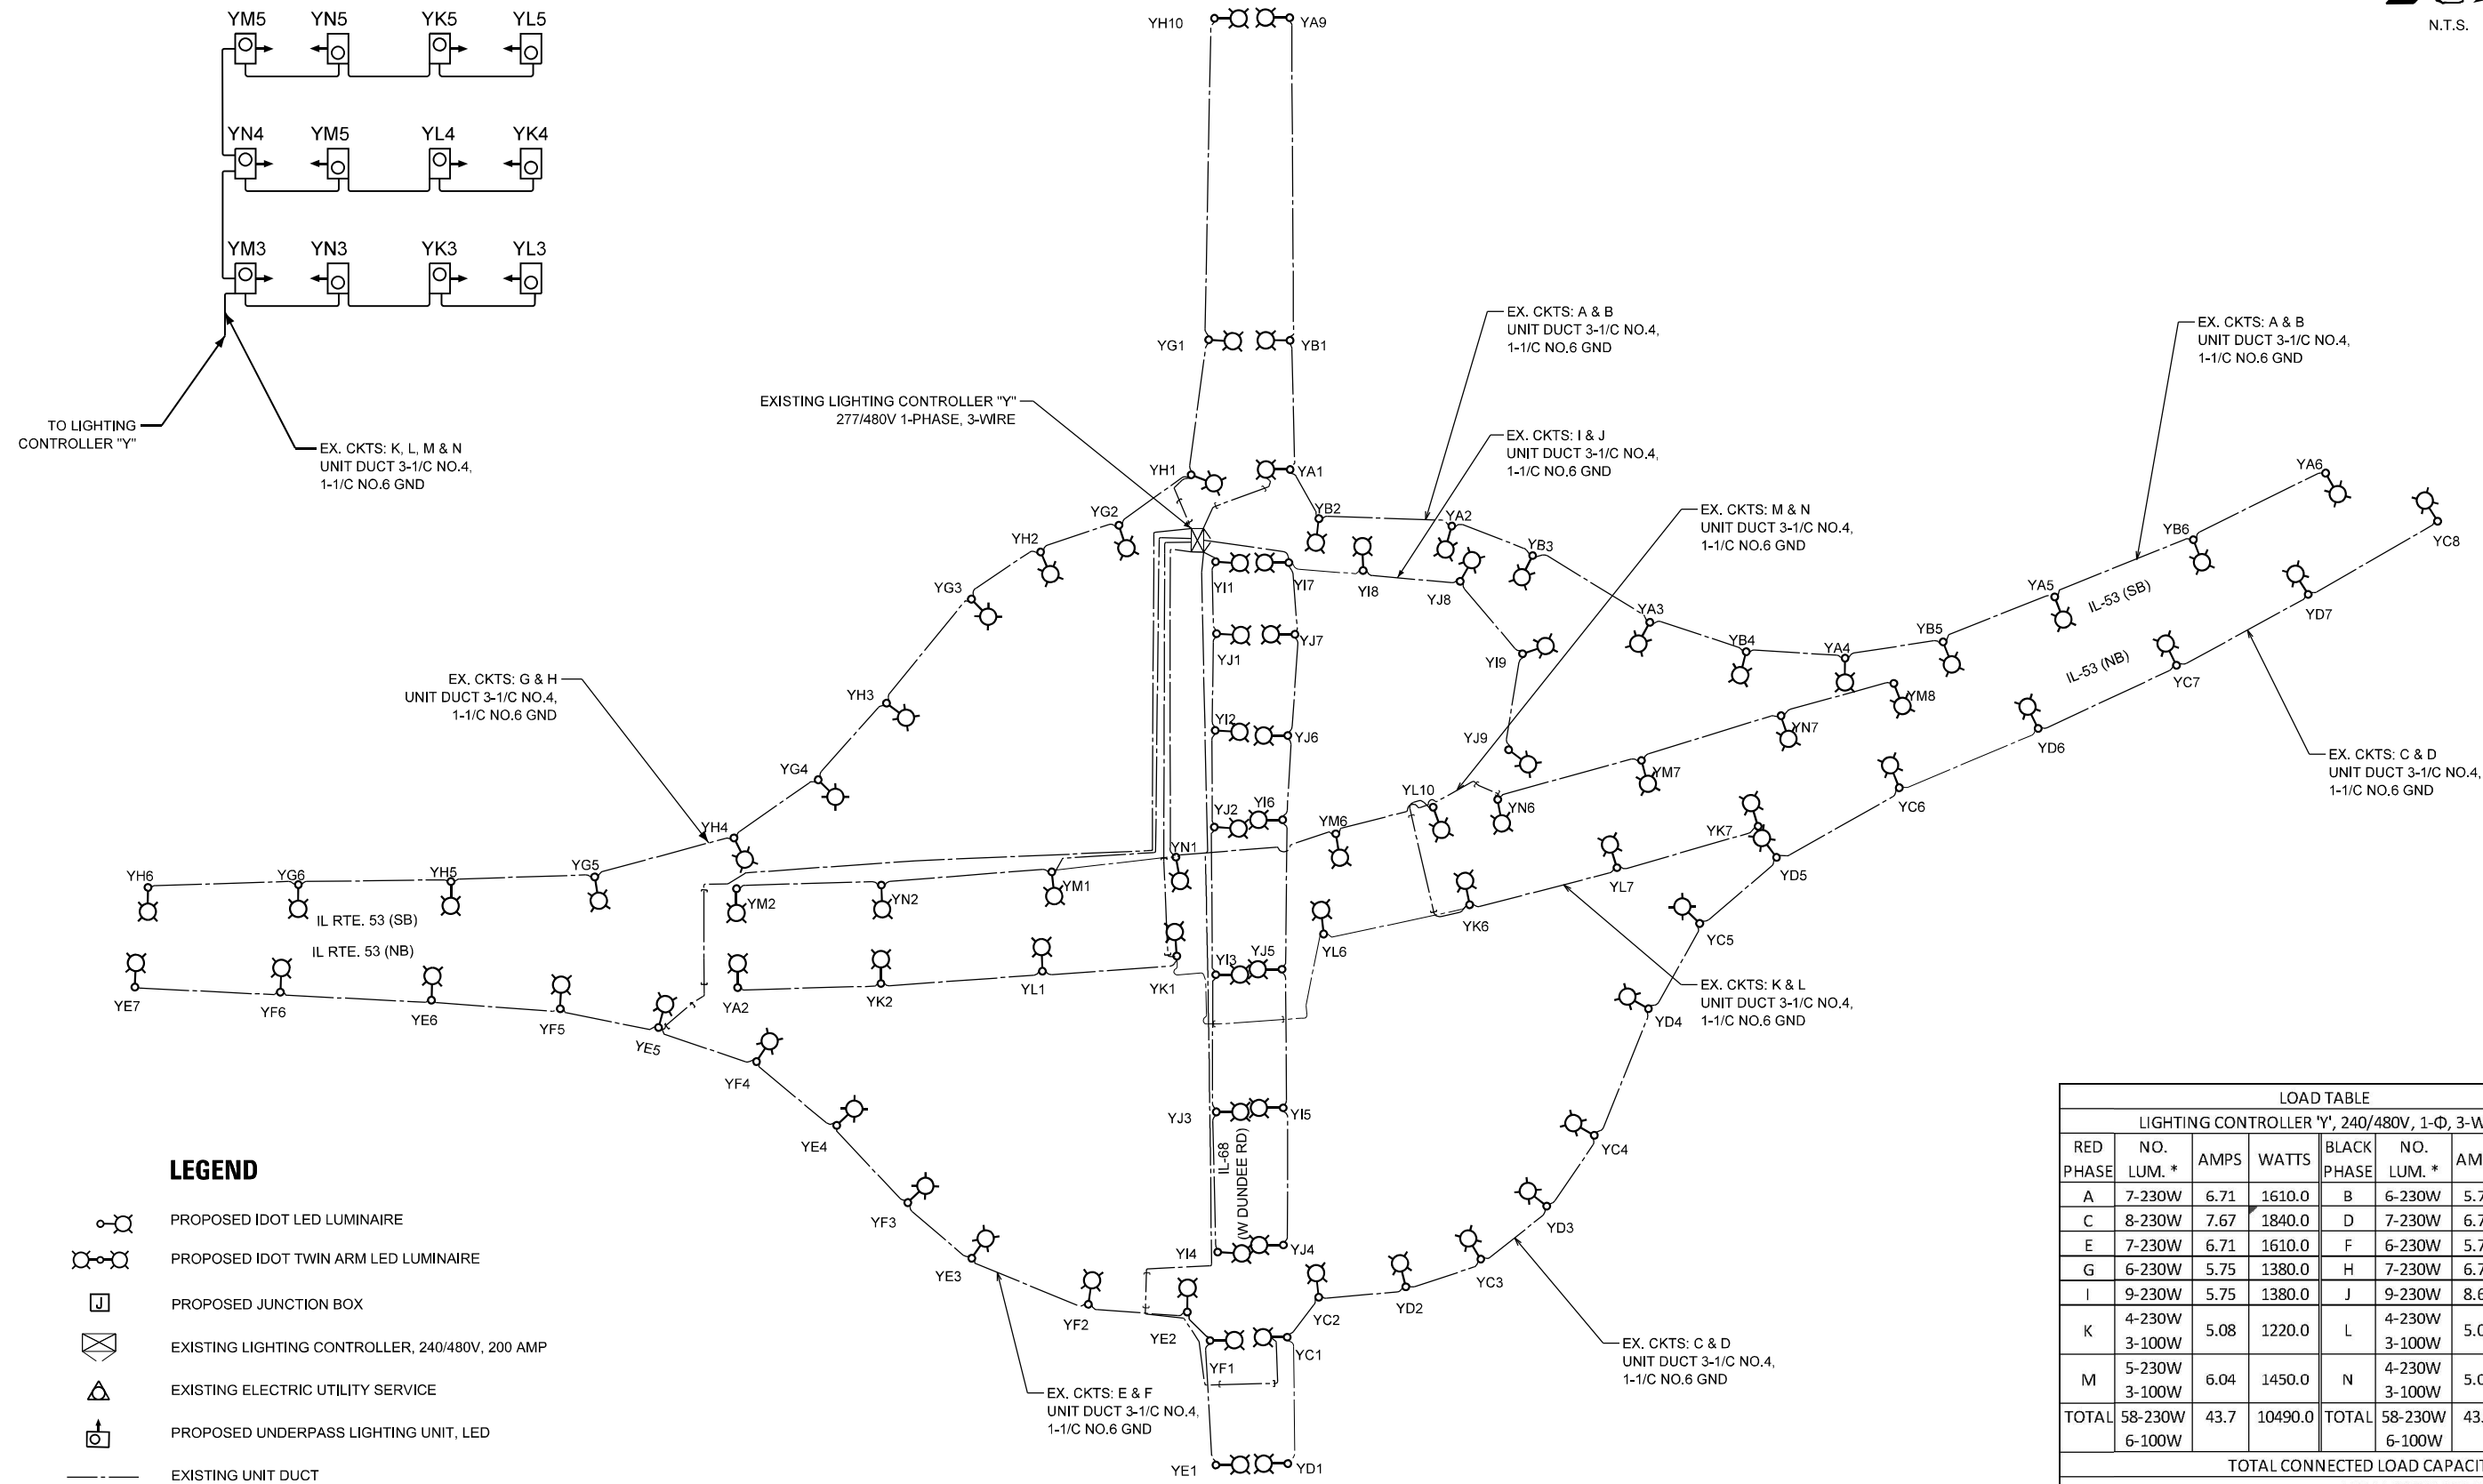 YM5 YN5 YK5 YL5
YN4 YM5 YL4 YK4
YM3 YN3 YK3 YL3
TO LIGHTING
CONTROLLER "Y"
EX. CKTS: K, L, M & N
UNIT DUCT 3-1/C NO.4,
1-1/C NO.6 GND
N.T.S.
YH10 YA9
YG1 YB1
EXISTING LIGHTING CONTROLLER "Y"
277/480V 1-PHASE, 3-WIRE
EX. CKTS: A & B
UNIT DUCT 3-1/C NO.4,
1-1/C NO.6 GND
EX. CKTS: A & B
UNIT DUCT 3-1/C NO.4,
1-1/C NO.6 GND
EX. CKTS: I & J
UNIT DUCT 3-1/C NO.4,
1-1/C NO.6 GND
EX. CKTS: M & N
UNIT DUCT 3-1/C NO.4,
1-1/C NO.6 GND
YH1 YA1
YG2 YB2 YA2
YH2 YB3
YG3 YI1 YI7 YI8 YJ8
YA6
YB6
YC8
YA5
IL-53 (SB)
YD7
YA3
YB4 YA4 YB5
YJ1 YJ7 YI9
IL-53 (NB)
YC7
EX. CKTS: G & H
UNIT DUCT 3-1/C NO.4,
1-1/C NO.6 GND
YH3
YI2 YJ6 YJ9
YM8
YN7
YD6
EX. CKTS: C & D
UNIT DUCT 3-1/C NO.4,
1-1/C NO.6 GND
YG4
YM7
YL10
YN6
YC6
YJ2 YI6
YH4
YM6
YK7
YN1
YD5
YH6 YG6 YH5 YG5
YM2 YN2 YM1
YL7
IL RTE. 53 (SB)
YK6
YC5
IL RTE. 53 (NB)
YL6
YI3 YJ5
YE7 YF6 YE6 YF5
YA2 YK2 YL1 YK1
EX. CKTS: K & L
UNIT DUCT 3-1/C NO.4,
1-1/C NO.6 GND
YD4
YE5
YF4
YJ3 YI5
YE4
YC4
IL-68
(W DUNDEE RD)
YF3
YD3
YE3
YI4 YJ4
YC3
YF2 YE2
YC2 YD2
YF1 YC1
EX. CKTS: C & D
UNIT DUCT 3-1/C NO.4,
1-1/C NO.6 GND
EX. CKTS: E & F
UNIT DUCT 3-1/C NO.4,
1-1/C NO.6 GND
YE1 YD1
LEGEND
PROPOSED IDOT LED LUMINAIRE
PROPOSED IDOT TWIN ARM LED LUMINAIRE
J PROPOSED JUNCTION BOX
EXISTING LIGHTING CONTROLLER, 240/480V, 200 AMP
EXISTING ELECTRIC UTILITY SERVICE
PROPOSED UNDERPASS LIGHTING UNIT, LED
EXISTING UNIT DUCT
LOAD TABLE
LIGHTING CONTROLLER 'Y', 240/480V, 1-Φ, 3-W
RED PHASE NO. LUM. * AMPS WATTS BLACK PHASE NO. LUM. * AM
A 7-230W 6.71 1610.0 B 6-230W 5.7
C 8-230W 7.67 1840.0 D 7-230W 6.7
E 7-230W 6.71 1610.0 F 6-230W 5.7
G 6-230W 5.75 1380.0 H 7-230W 6.7
I 9-230W 5.75 1380.0 J 9-230W 8.6
K 4-230W 3-100W 5.08 1220.0 L 4-230W 3-100W 5.0
M 5-230W 3-100W 6.04 1450.0 N 4-230W 3-100W 5.0
TOTAL 58-230W 6-100W 43.7 10490.0 TOTAL 58-230W 6-100W 43.
TOTAL CONNECTED LOAD CAPACIT